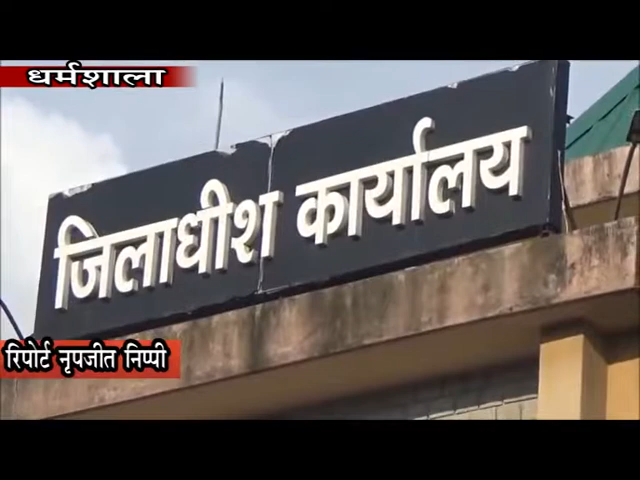 धर्मशाला
जिलाधीश कार्यालय
रिपोर्ट नृपजीत निप्पी